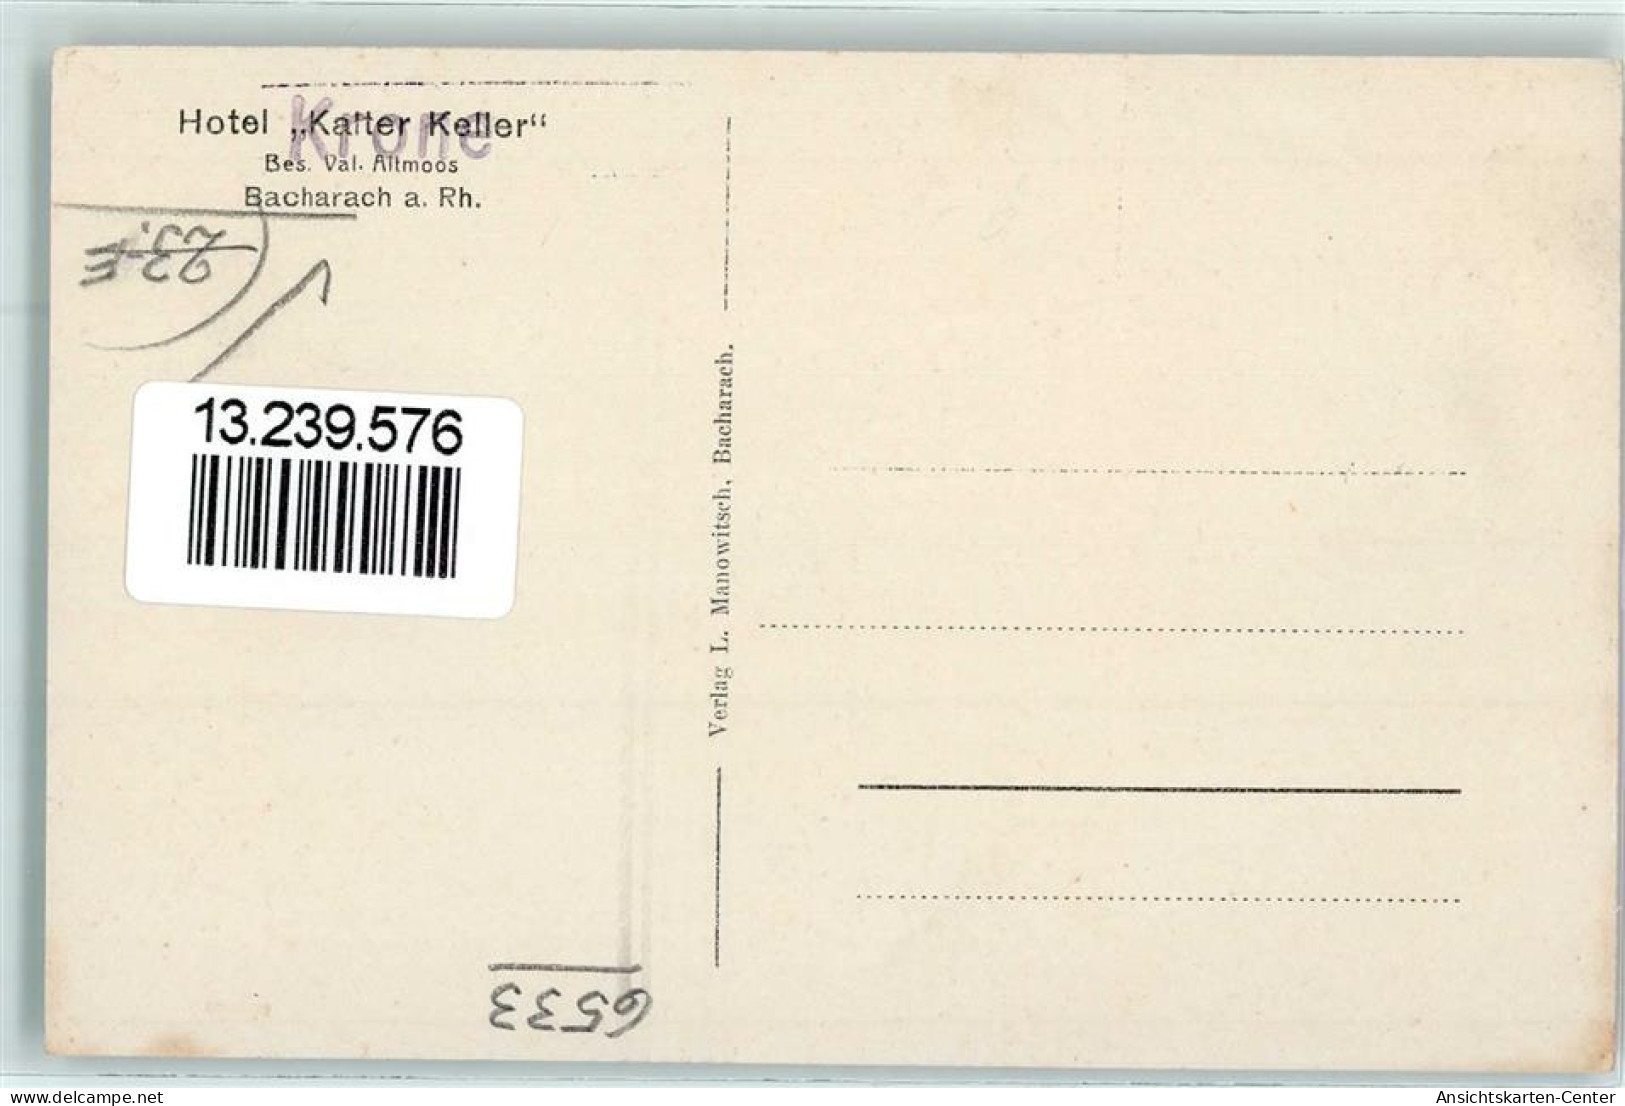 Krone
Hotel „Kalter Keller“
Bes. Val. Altmoos
Bacharach a. Rh.
23.
13.239.576
Verlag L. Manowitsch, Bacharach.
6533
delcampe.net
Ansichtskarten-Center